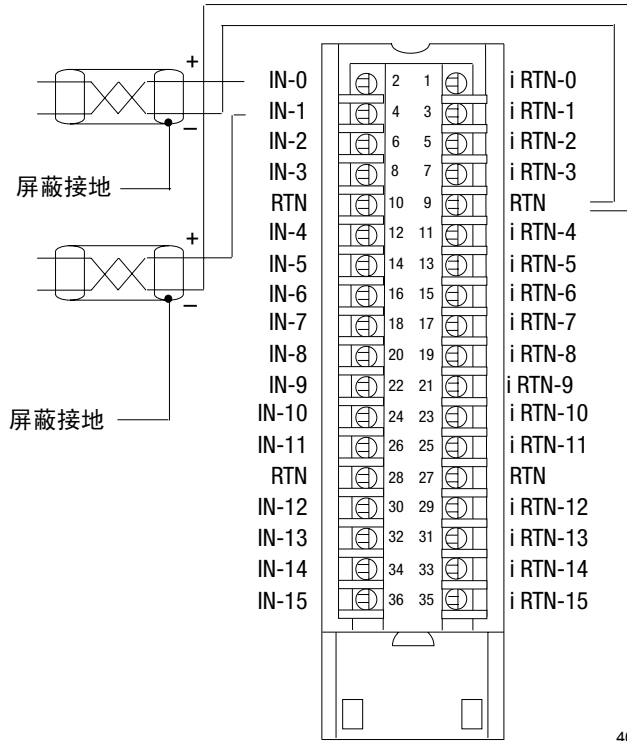 +
IN-0 2 1 i RTN-0
IN-1 4 3 i RTN-1
–
IN-2 6 5 i RTN-2
IN-3 8 7 i RTN-3
屏蔽接地
RTN 10 9 RTN
IN-4 12 11 i RTN-4
+
IN-5 14 13 i RTN-5
IN-6 16 15 i RTN-6
–
IN-7 18 17 i RTN-7
IN-8 20 19 i RTN-8
IN-9 22 21 i RTN-9
屏蔽接地
IN-10 24 23 i RTN-10
IN-11 26 25 i RTN-11
RTN 28 27 RTN
IN-12 30 29 i RTN-12
IN-13 32 31 i RTN-13
IN-14 34 33 i RTN-14
IN-15 36 35 i RTN-15